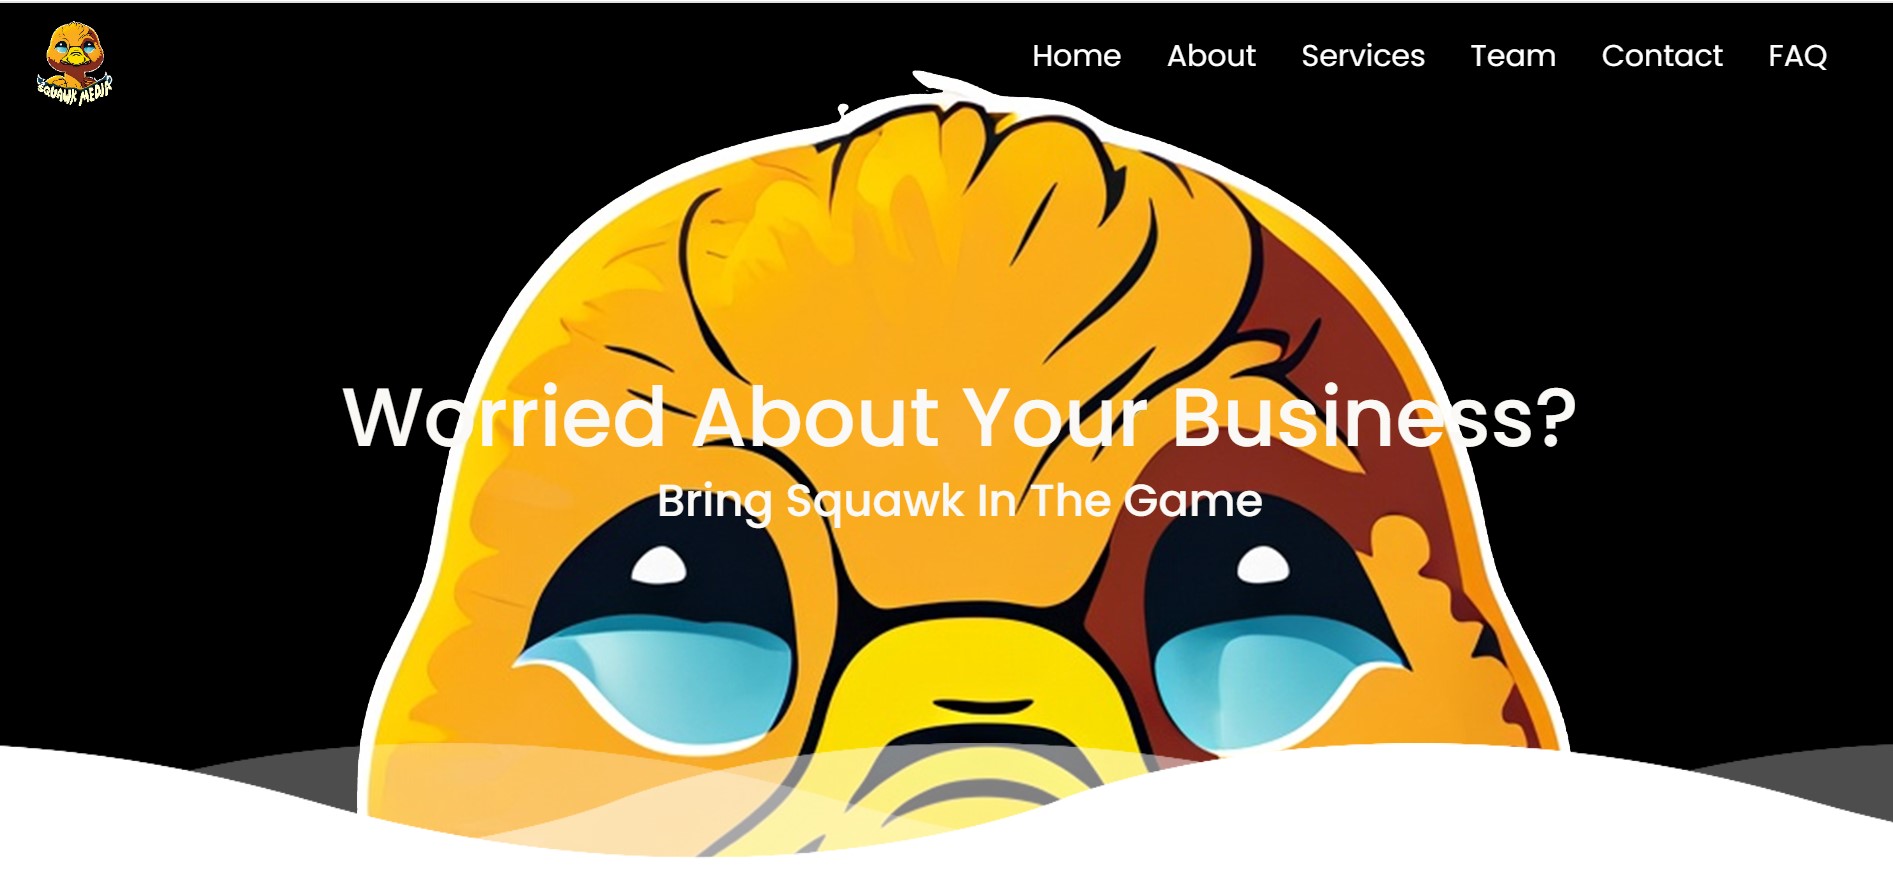 SQUAWK MEDIA
Home About Services Team Contact FAQ
Worried About Your Business?
Bring Squawk In The Game